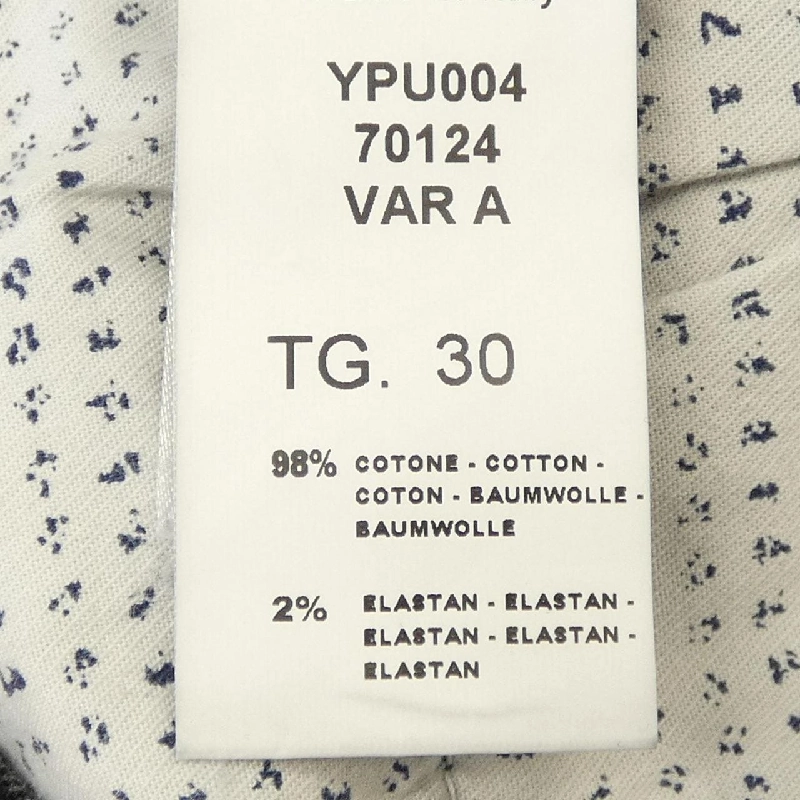 YPU004
70124
VAR A
TG. 30
98% COTONE - COTTON -
COTON - BAUMWOLLE -
BAUMWOLLE
2% ELASTAN - ELASTAN -
ELASTAN - ELASTAN -
ELASTAN